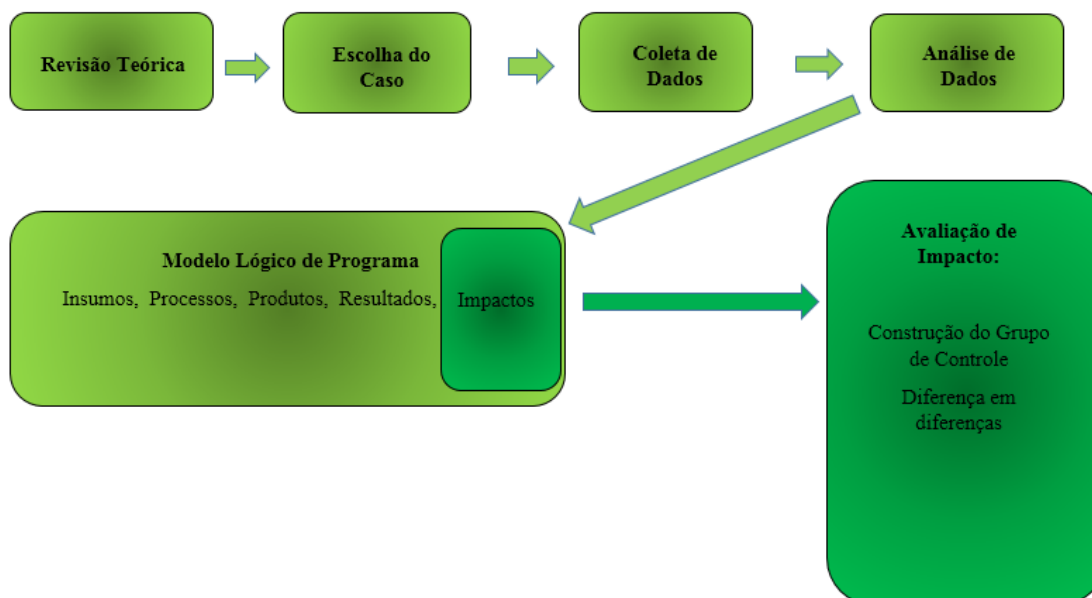 Revisão Teórica
Escolha do
Caso
Coleta de
Dados
Análise de
Dados
Modelo Lógico de Programa
Insumos, Processos, Produtos, Resultados, Impactos
Avaliação de
Impacto:
Construção do Grupo
de Controle
Diferença em
diferenças